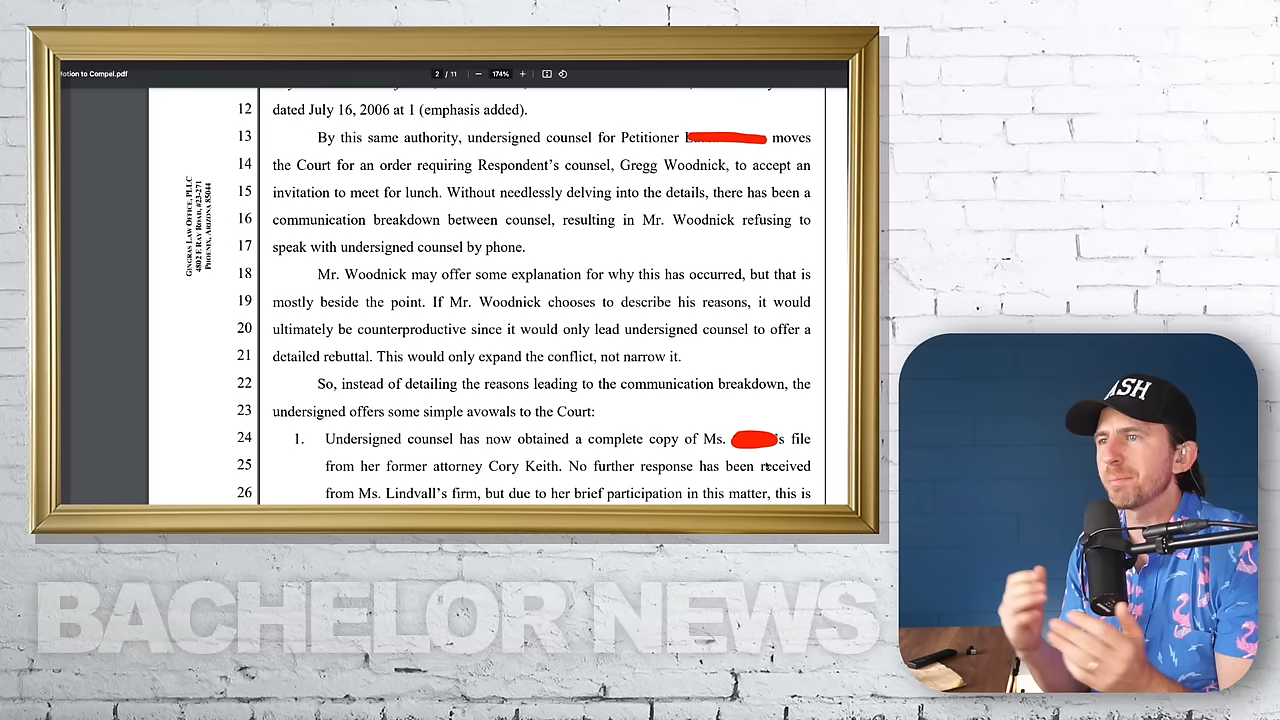 Motion to Compel.pdf
2 / 11 — 174% +
12 dated July 16, 2006 at 1 (emphasis added).
13 By this same authority, undersigned counsel for Petitioner moves
14 the Court for an order requiring Respondent's counsel, Gregg Woodnick, to accept an
15 invitation to meet for lunch. Without needlessly delving into the details, there has been a
16 communication breakdown between counsel, resulting in Mr. Woodnick refusing to
17 speak with undersigned counsel by phone.
18 Mr. Woodnick may offer some explanation for why this has occurred, but that is
19 mostly beside the point. If Mr. Woodnick chooses to describe his reasons, it would
20 ultimately be counterproductive since it would only lead undersigned counsel to offer a
21 detailed rebuttal. This would only expand the conflict, not narrow it.
22 So, instead of detailing the reasons leading to the communication breakdown, the
23 undersigned offers some simple avowals to the Court:
24 1. Undersigned counsel has now obtained a complete copy of Ms. 's file
25 from her former attorney Cory Keith. No further response has been received
26 from Ms. Lindvall's firm, but due to her brief participation in this matter, this is
GINGRAS LAW OFFICE, PLLC
4802 E RAY ROAD, #23-271
PHOENIX, ARIZONA 85044
ASH
BACHELOR NEWS